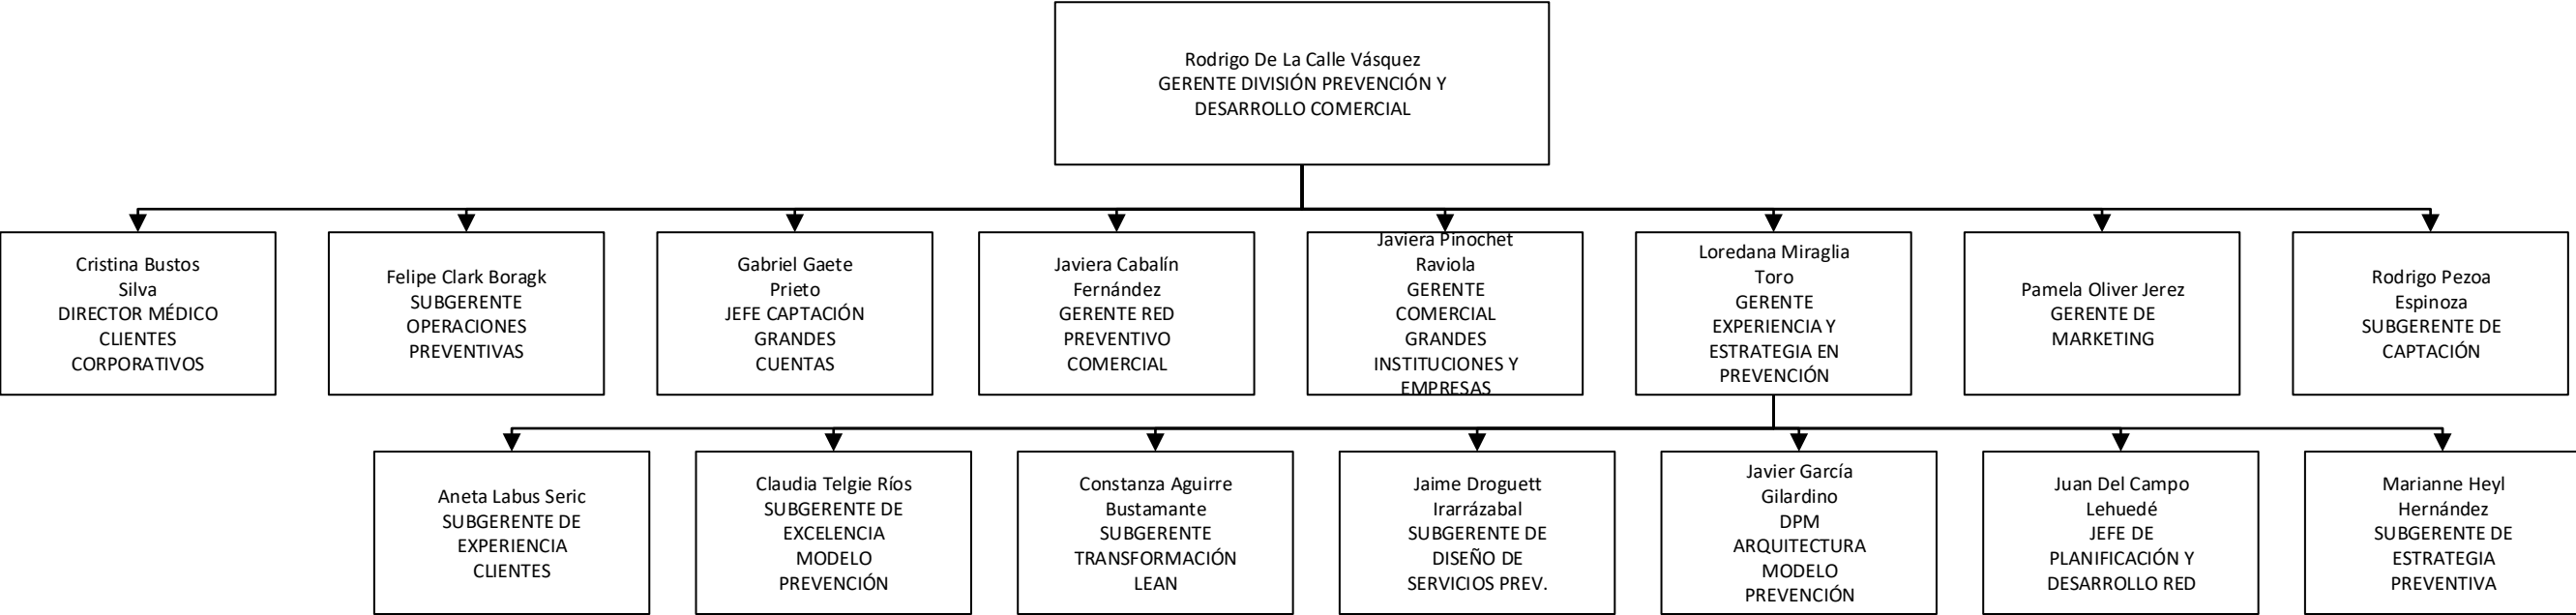 Rodrigo De La Calle Vásquez
GERENTE DIVISIÓN PREVENCIÓN Y
DESARROLLO COMERCIAL
Cristina Bustos
Silva
DIRECTOR MÉDICO
CLIENTES
CORPORATIVOS
Felipe Clark Boragk
SUBGERENTE
OPERACIONES
PREVENTIVAS
Gabriel Gaete
Prieto
JEFE CAPTACIÓN
GRANDES
CUENTAS
Javiera Cabalín
Fernández
GERENTE RED
PREVENTIVO
COMERCIAL
Javiera Pinochet
Raviola
GERENTE
COMERCIAL
GRANDES
INSTITUCIONES Y
EMPRESAS
Loredana Miraglia
Toro
GERENTE
EXPERIENCIA Y
ESTRATEGIA EN
PREVENCIÓN
Pamela Oliver Jerez
GERENTE DE
MARKETING
Rodrigo Pezoa
Espinoza
SUBGERENTE DE
CAPTACIÓN
Aneta Labus Seric
SUBGERENTE DE
EXPERIENCIA
CLIENTES
Claudia Telgie Ríos
SUBGERENTE DE
EXCELENCIA
MODELO
PREVENCIÓN
Constanza Aguirre
Bustamante
SUBGERENTE
TRANSFORMACIÓN
LEAN
Jaime Droguett
Irarrázabal
SUBGERENTE DE
DISEÑO DE
SERVICIOS PREV.
Javier García
Gilardino
DPM
ARQUITECTURA
MODELO
PREVENCIÓN
Juan Del Campo
Lehuedé
JEFE DE
PLANIFICACIÓN Y
DESARROLLO RED
Marianne Heyl
Hernández
SUBGERENTE DE
ESTRATEGIA
PREVENTIVA